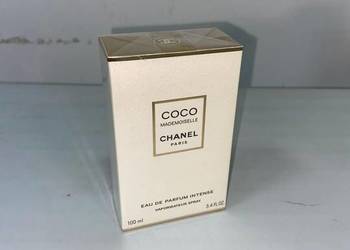 COCO
MADEMOISELLE
CHANEL
PARIS
EAU DE PARFUM INTENSE
VAPORISATEUR SPRAY
100 ml
3.4 FL.OZ